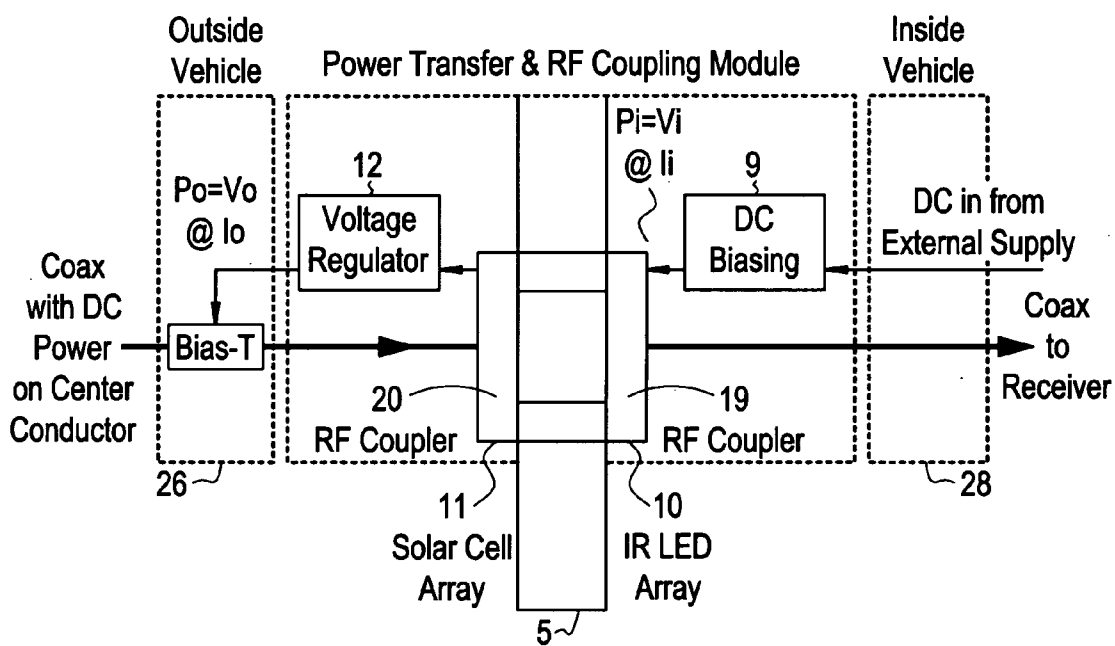 Outside
Vehicle
Power Transfer & RF Coupling Module
Inside
Vehicle
Po=Vo
@ Io
12
Voltage
Regulator
Pi=Vi
@ Ii
9
DC
Biasing
DC in from
External Supply
Coax
with DC
Power
on Center
Conductor
Bias-T
Coax
to
Receiver
20
RF Coupler
19
RF Coupler
26
11
Solar Cell
Array
10
IR LED
Array
28
5